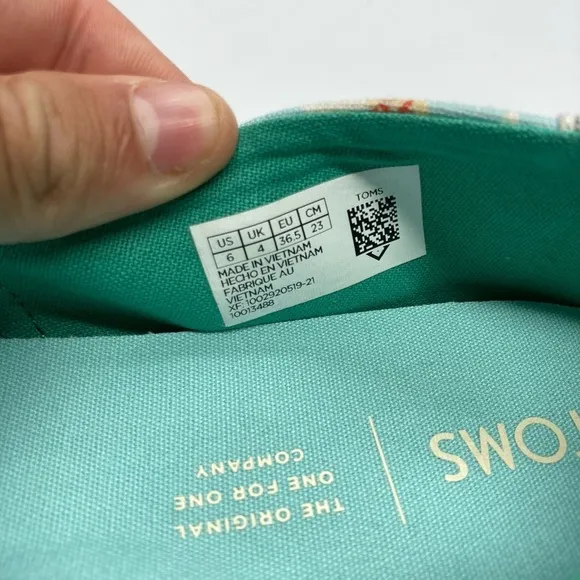 TOMS
US UK EU CM
6 4 36.5 23
MADE IN VIETNAM
HECHO EN VIETNAM
FABRIQUE AU
VIETNAM
XF: 1002920519-21
10013488
TOMS
THE ORIGINAL
ONE FOR ONE
COMPANY